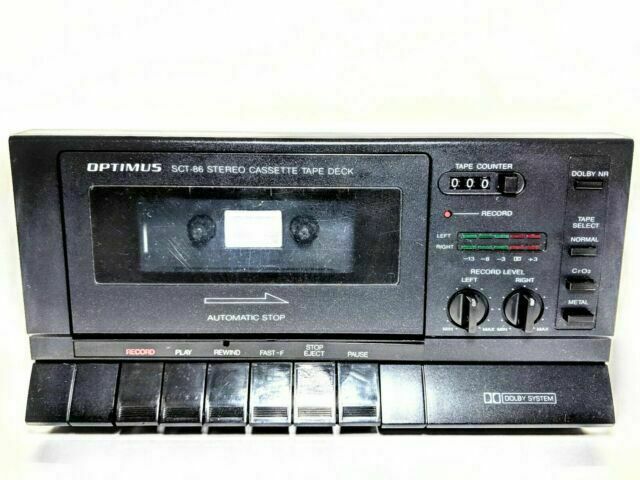 OPTIMUS SCT-86 STEREO CASSETTE TAPE DECK
AUTOMATIC STOP
TAPE COUNTER
000
RECORD
LEFT
RIGHT
-13 -6 -3 +3
RECORD LEVEL
LEFT RIGHT
MIN MAX MIN MAX
DOLBY NR
TAPE
SELECT
NORMAL
CrO2
METAL
RECORD PLAY REWIND FAST-F STOP EJECT PAUSE
DOLBY SYSTEM